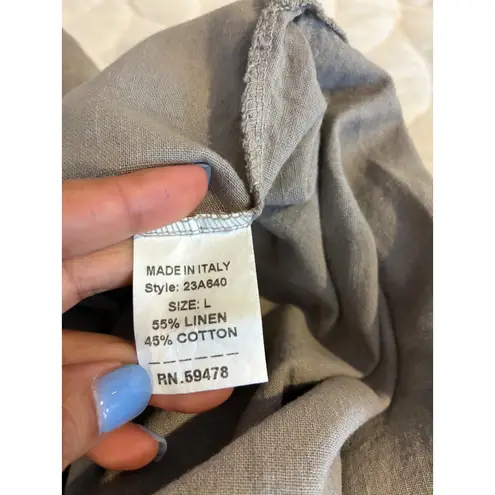 MADE IN ITALY
Style: 23A640
SIZE: L
55% LINEN
45% COTTON
RN.59478